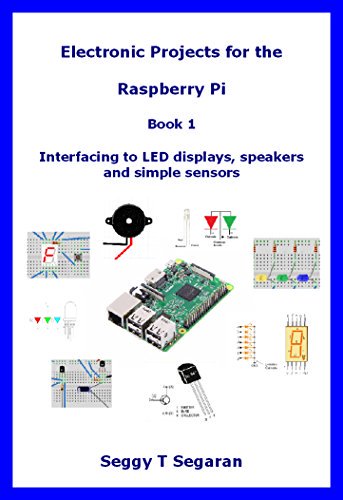 Electronic Projects for the
Raspberry Pi
Book 1
Interfacing to LED displays, speakers
and simple sensors
Seggy T Segaran